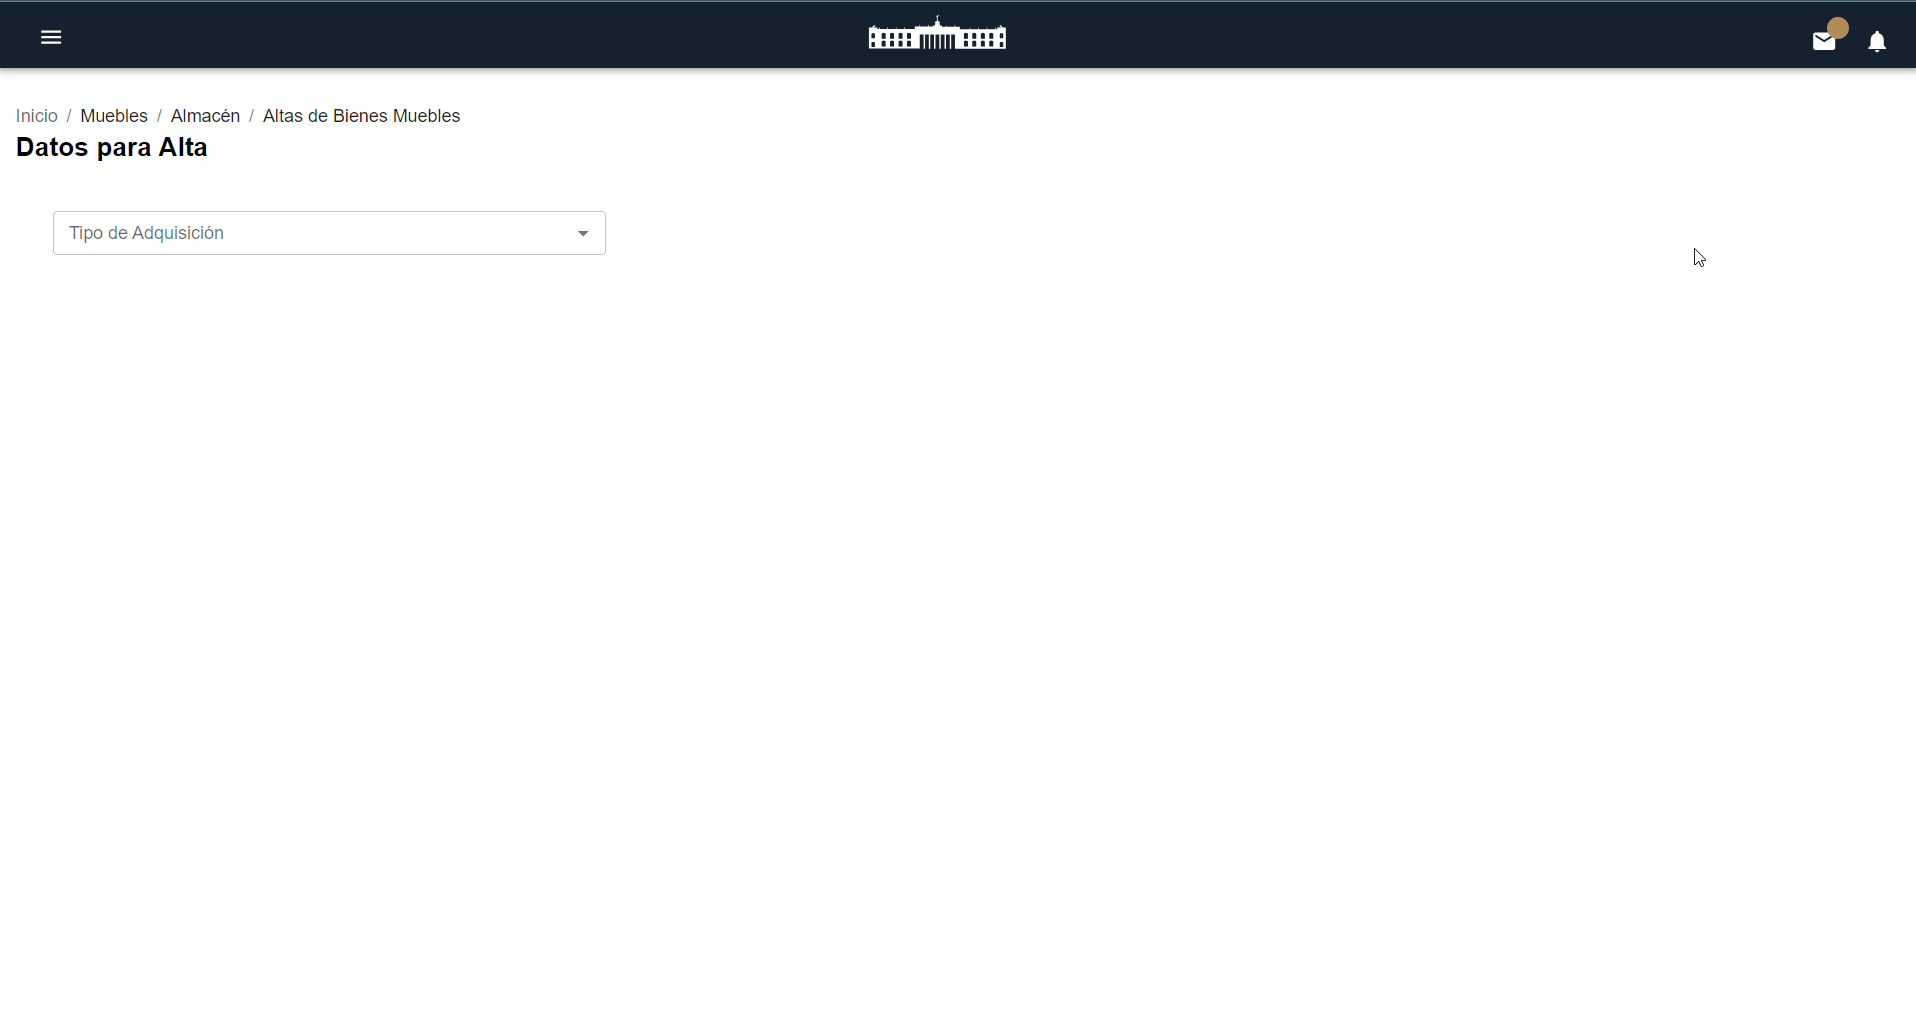 Inicio / Muebles / Almacén / Altas de Bienes Muebles
Datos para Alta
Tipo de Adquisición